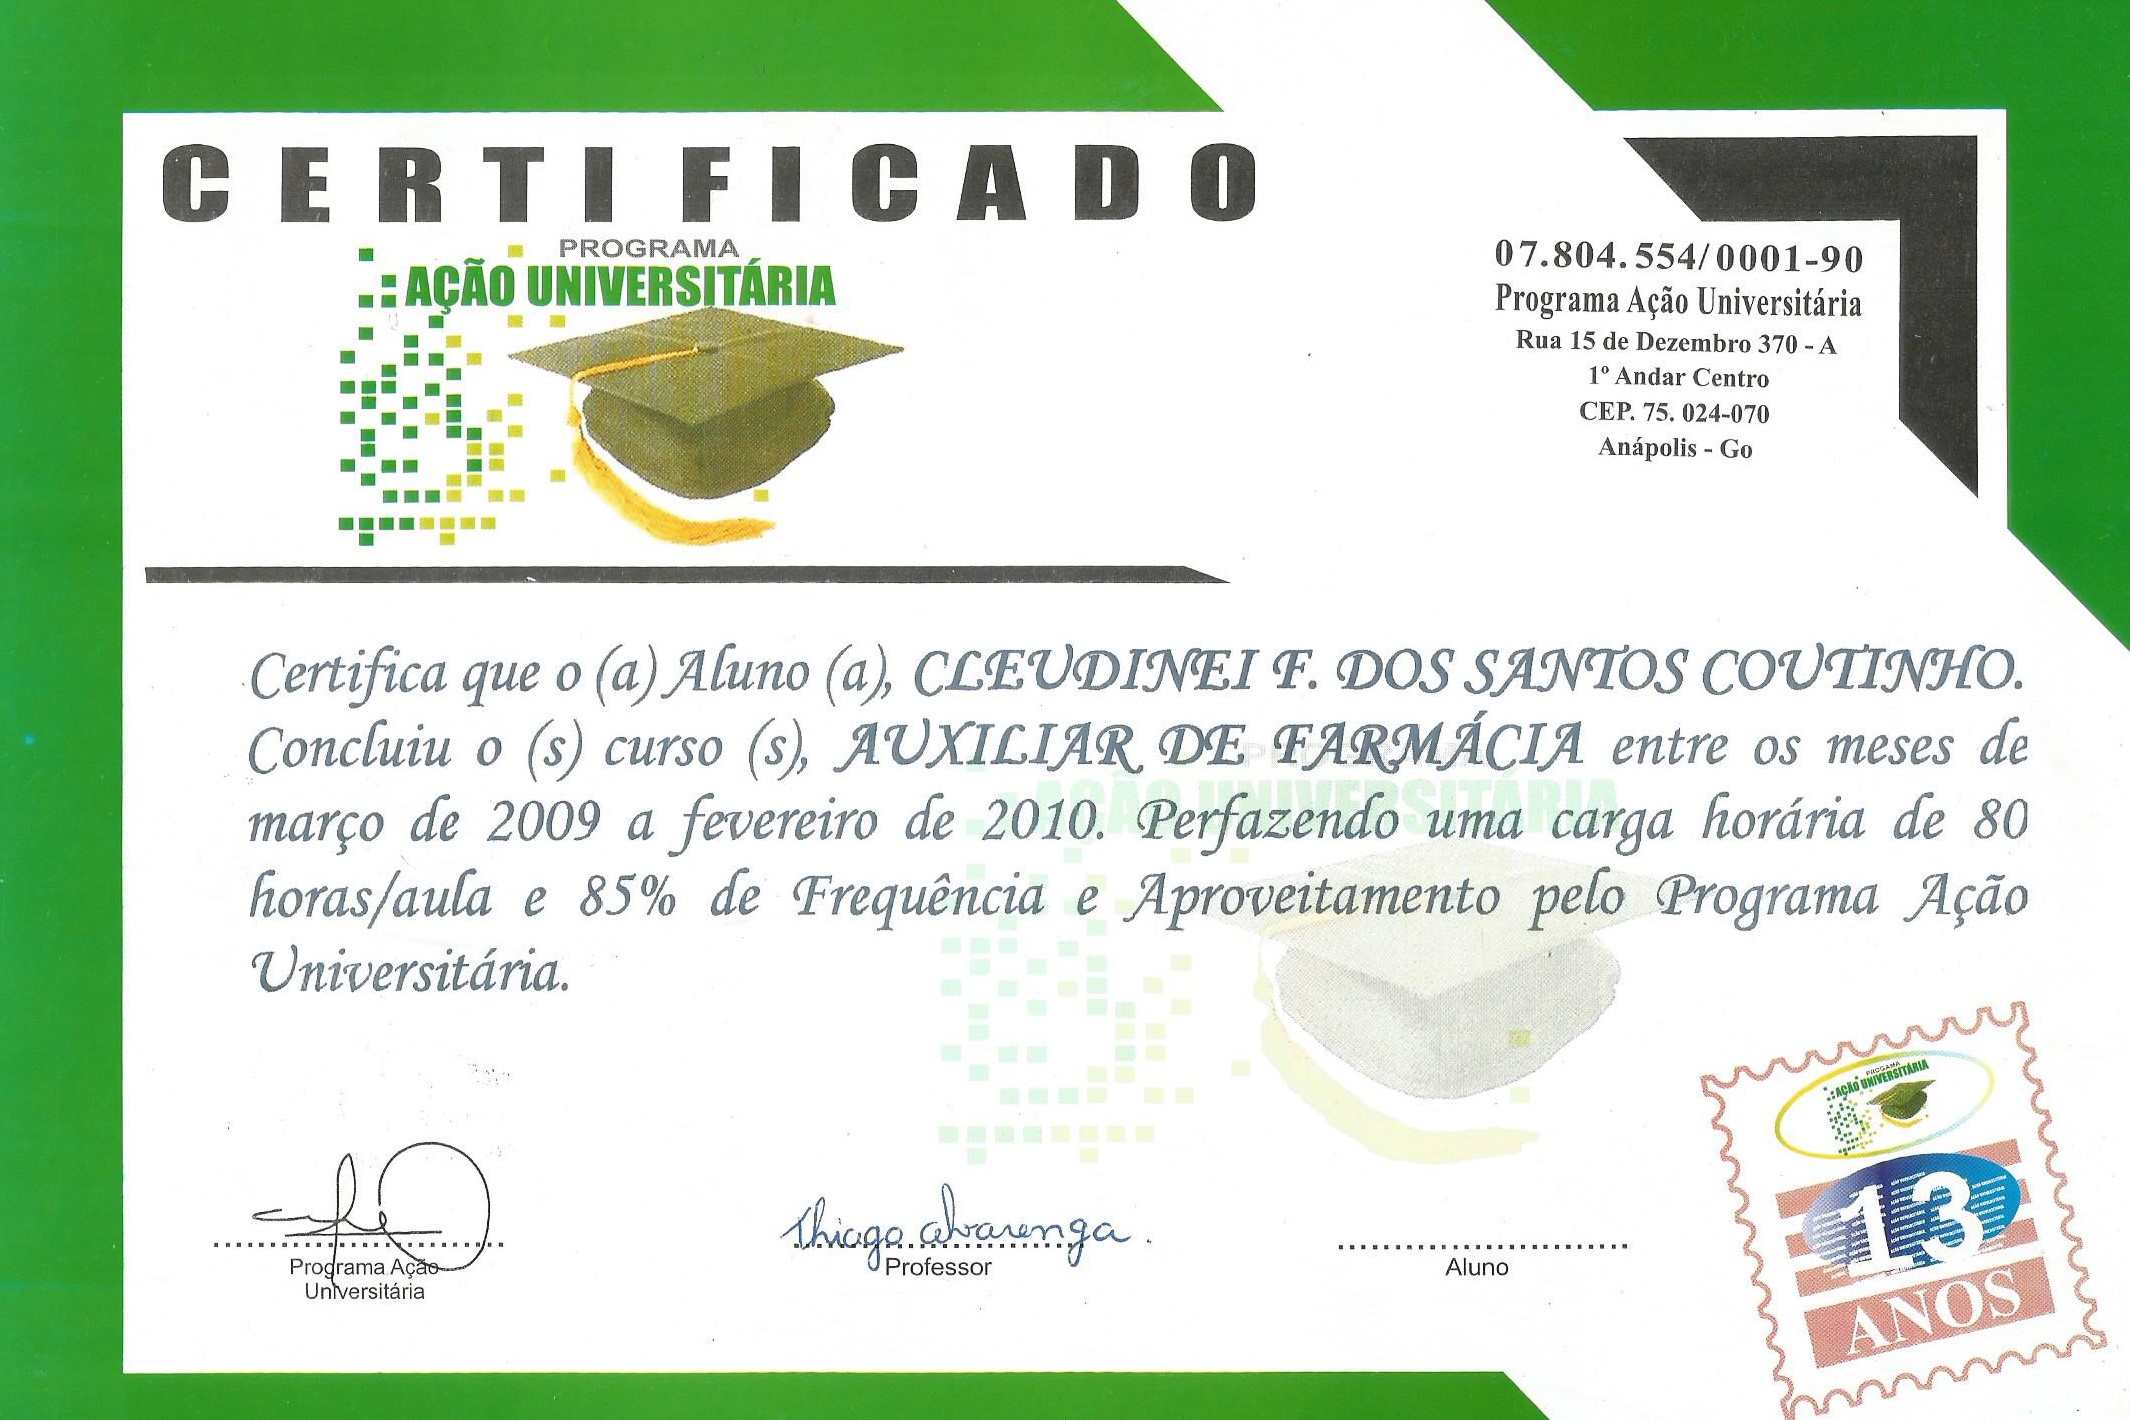 CERTIFICADO
PROGRAMA
AÇÃO UNIVERSITÁRIA
07.804.554/0001-90
Programa Ação Universitária
Rua 15 de Dezembro 370 - A
1º Andar Centro
CEP. 75. 024-070
Anápolis - Go
Certifica que o (a) Aluno (a), CLEUDINEI F. DOS SANTOS COUTINHO.
Concluiu o (s) curso (s), AUXILIAR DE FARMÁCIA entre os meses de
março de 2009 a fevereiro de 2010. Perfazendo uma carga horária de 80
horas/aula e 85% de Frequência e Aproveitamento pelo Programa Ação
Universitária.
PROGRAMA
AÇÃO UNIVERSITÁRIA
Thiago Alvarenga.
Programa Ação
Universitária
Professor
Aluno
PROGRAMA
AÇÃO UNIVERSITÁRIA
13
ANOS